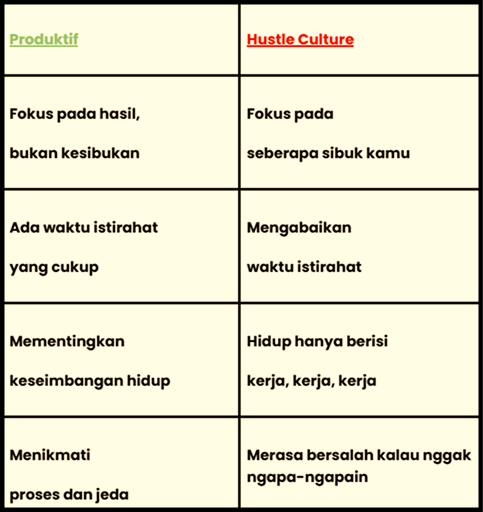 Produktif
Hustle Culture
Fokus pada hasil,
bukan kesibukan
Fokus pada
seberapa sibuk kamu
Ada waktu istirahat
yang cukup
Mengabaikan
waktu istirahat
Mementingkan
keseimbangan hidup
Hidup hanya berisi
kerja, kerja, kerja
Menikmati
proses dan jeda
Merasa bersalah kalau nggak
ngapa-ngapain